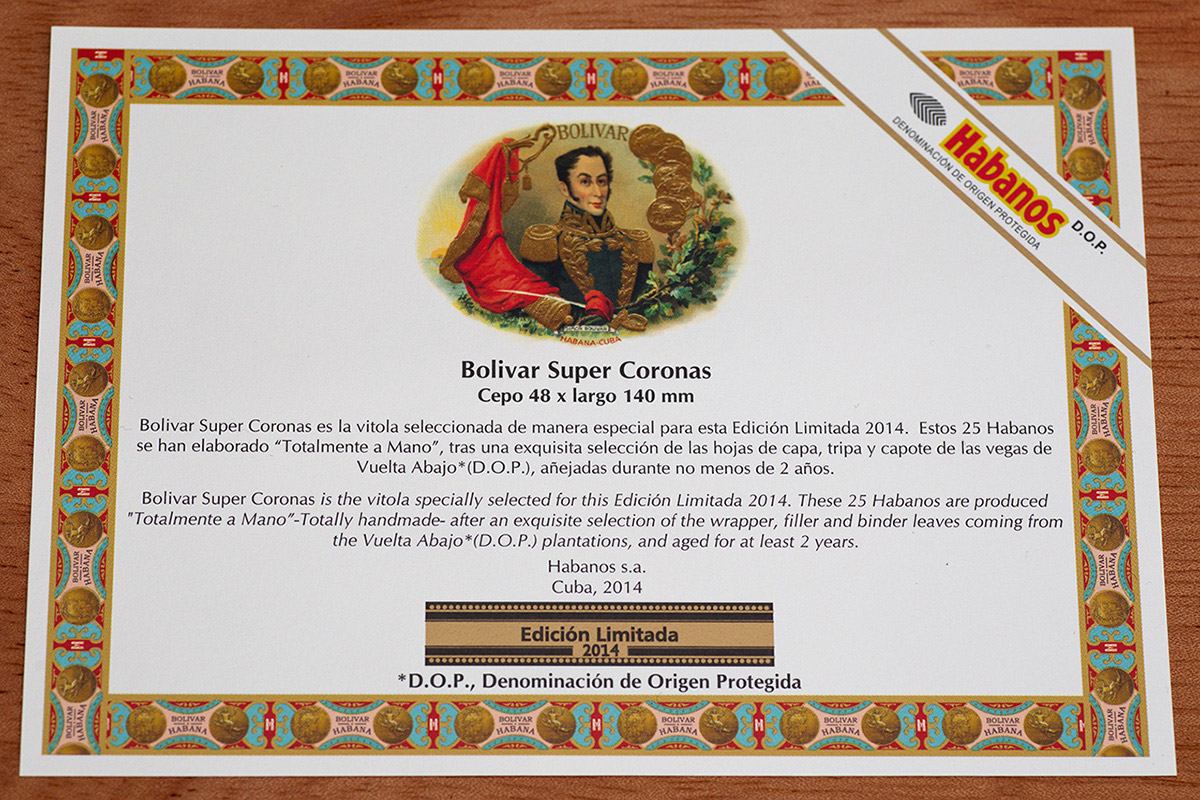 BOLIVAR
HABANA-CUBA
Habanos D.O.P.
DENOMINACIÓN DE ORIGEN PROTEGIDA
Bolivar Super Coronas
Cepo 48 x largo 140 mm
Bolivar Super Coronas es la vitola seleccionada de manera especial para esta Edición Limitada 2014. Estos 25 Habanos
se han elaborado “Totalmente a Mano”, tras una exquisita selección de las hojas de capa, tripa y capote de las vegas de
Vuelta Abajo*(D.O.P.), añejadas durante no menos de 2 años.
Bolivar Super Coronas is the vitola specially selected for this Edición Limitada 2014. These 25 Habanos are produced
"Totalmente a Mano”-Totally handmade- after an exquisite selection of the wrapper, filler and binder leaves coming from
the Vuelta Abajo*(D.O.P.) plantations, and aged for at least 2 years.
Habanos s.a.
Cuba, 2014
Edición Limitada
2014
*D.O.P., Denominación de Origen Protegida
BOLIVAR
HABANA